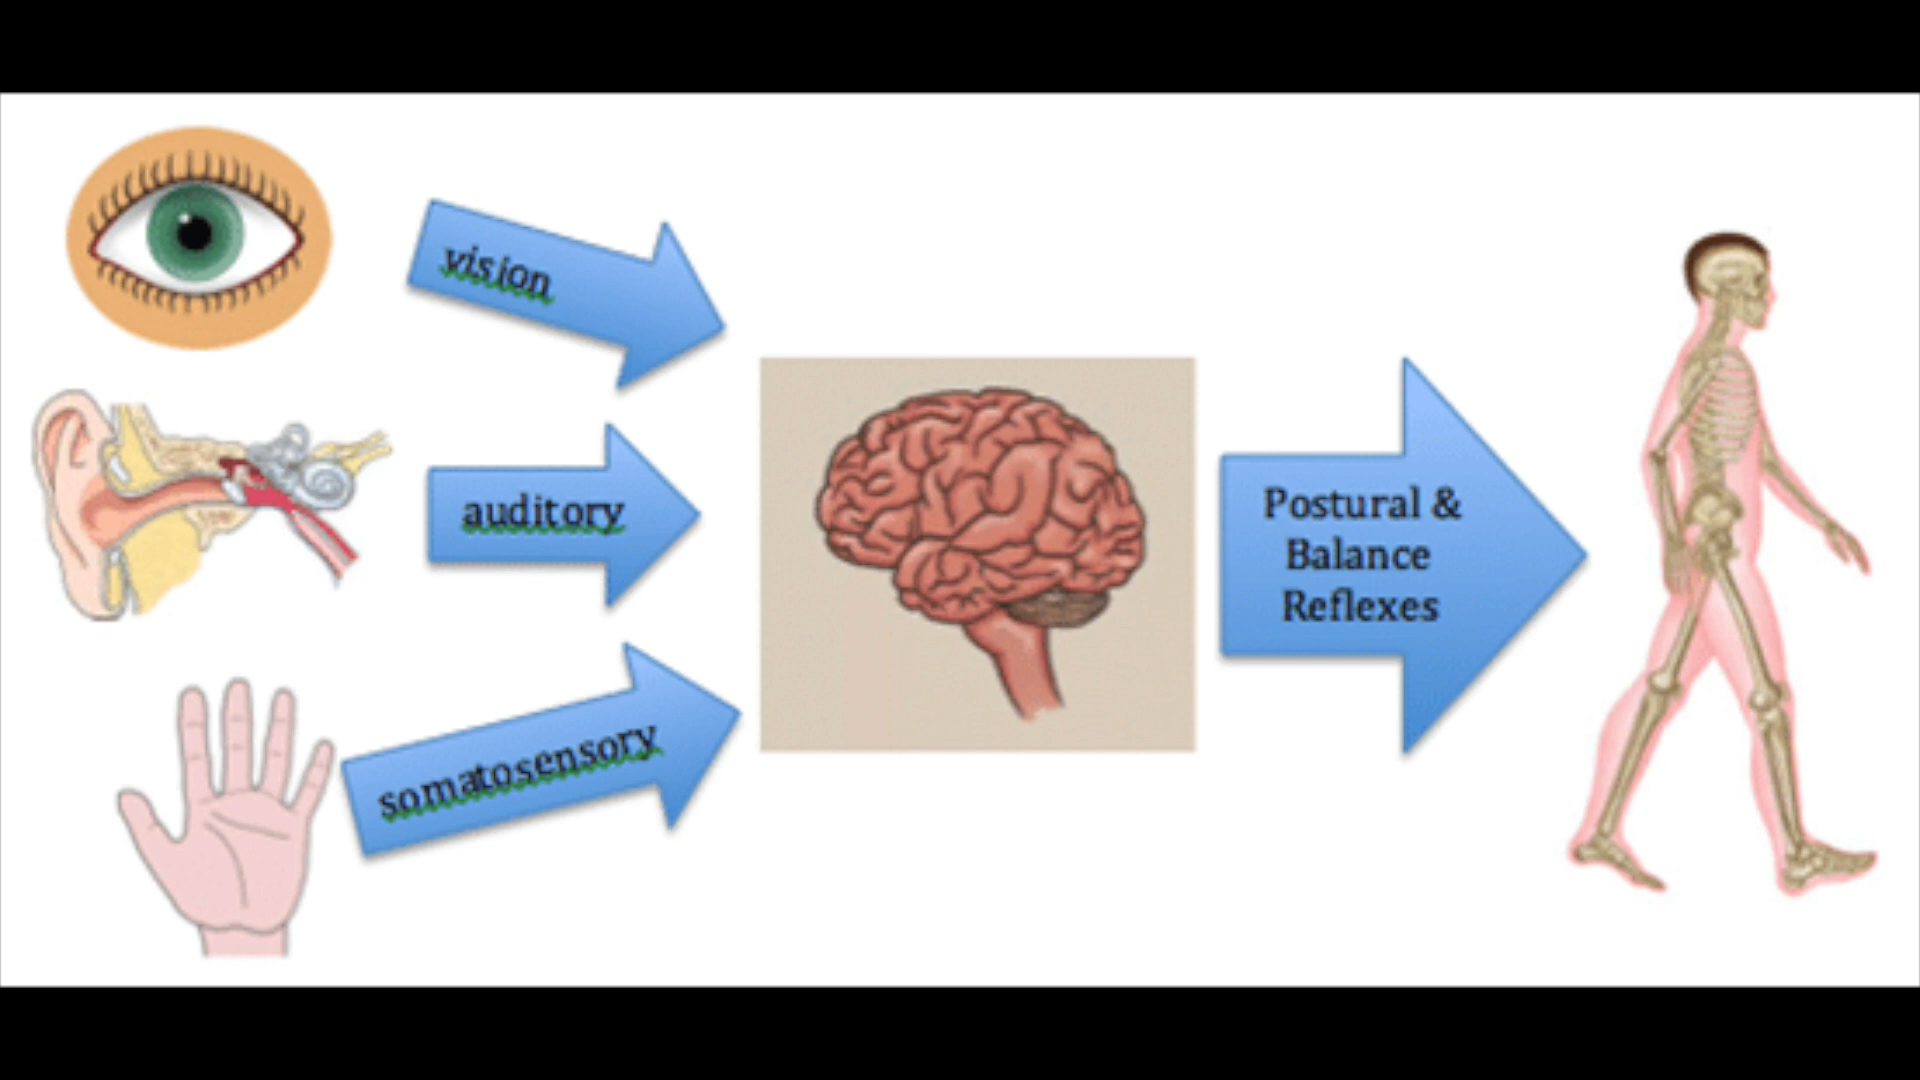 vision
auditory
somatosensory
Postural &
Balance
Reflexes